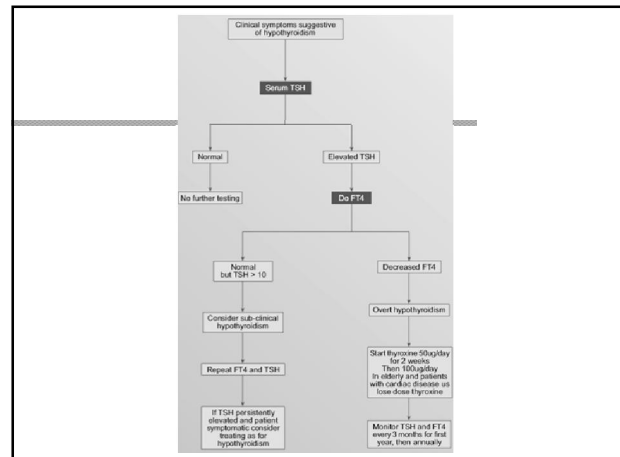 Clinical symptoms suggestive
of hypothyroidism
Serum TSH
Normal
Elevated TSH
No further testing
Do FT4
Normal
but TSH > 10
Decreased FT4
Consider sub-clinical
hypothyroidism
Overt hypothyroidism
Repeat FT4 and TSH
Start thyroxine 50ug/day
for 2 weeks
Then 100ug/day
In elderly and patients
with cardiac disease us
lose dose thyroxine
If TSH persistently
elevated and patient
symptomatic consider
treating as for
hypothyroidism
Monitor TSH and FT4
every 3 months for first
year, then annually